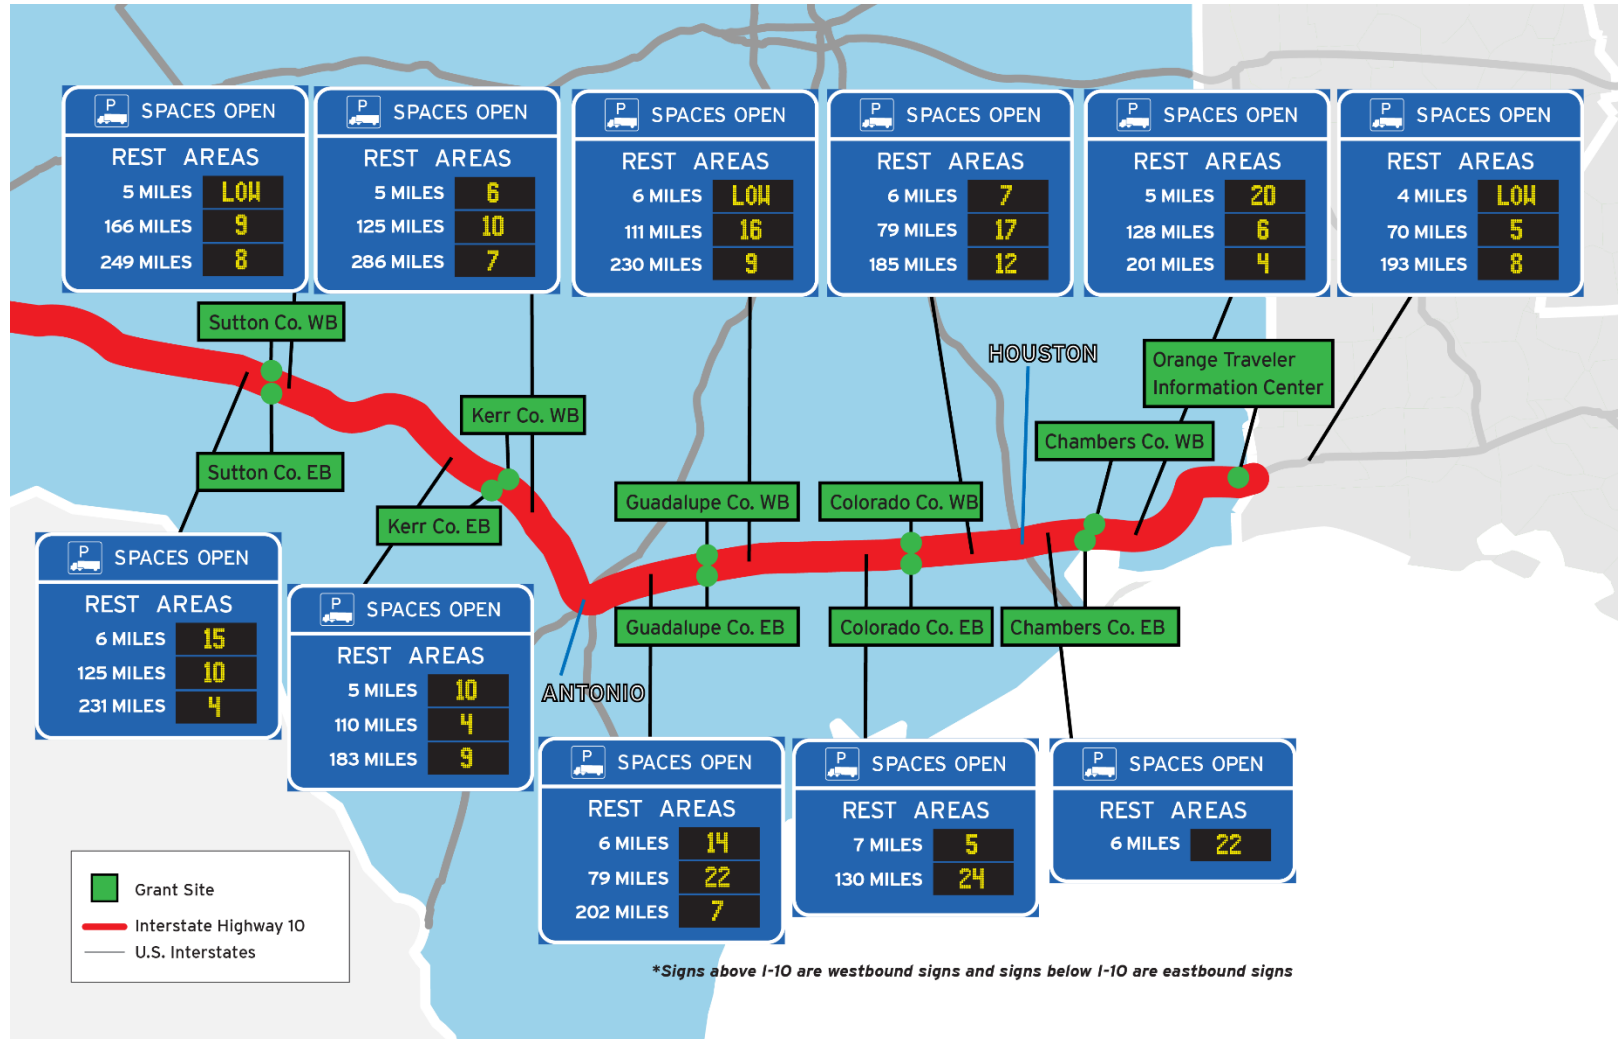 P SPACES OPEN
REST AREAS
5 MILES LOW
166 MILES 9
249 MILES 8
P SPACES OPEN
REST AREAS
5 MILES 6
125 MILES 10
286 MILES 7
P SPACES OPEN
REST AREAS
6 MILES LOW
111 MILES 16
230 MILES 9
P SPACES OPEN
REST AREAS
6 MILES 7
79 MILES 17
185 MILES 12
P SPACES OPEN
REST AREAS
5 MILES 20
128 MILES 6
201 MILES 4
P SPACES OPEN
REST AREAS
4 MILES LOW
70 MILES 5
193 MILES 8
Sutton Co. WB
Sutton Co. EB
Kerr Co. WB
Kerr Co. EB
Guadalupe Co. WB
Guadalupe Co. EB
Colorado Co. WB
Colorado Co. EB
HOUSTON
Chambers Co. WB
Chambers Co. EB
Orange Traveler
Information Center
ANTONIO
P SPACES OPEN
REST AREAS
6 MILES 15
125 MILES 10
231 MILES 4
P SPACES OPEN
REST AREAS
5 MILES 10
110 MILES 4
183 MILES 9
P SPACES OPEN
REST AREAS
6 MILES 14
79 MILES 22
202 MILES 7
P SPACES OPEN
REST AREAS
7 MILES 5
130 MILES 24
P SPACES OPEN
REST AREAS
6 MILES 22
Grant Site
Interstate Highway 10
U.S. Interstates
*Signs above I-10 are westbound signs and signs below I-10 are eastbound signs